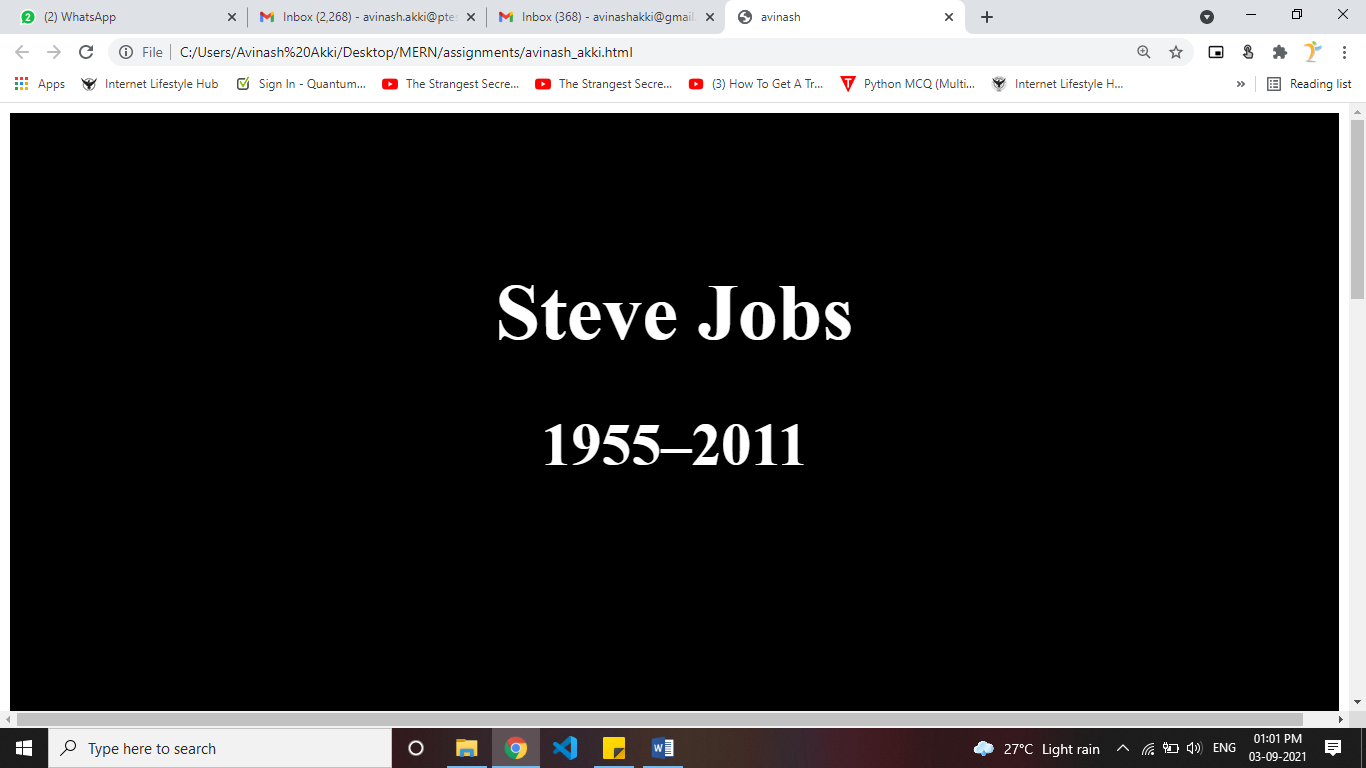 (2) WhatsApp
Inbox (2,268) - avinash.akki@pte
Inbox (368) - avinashakki@gmail.
avinash
File
C:/Users/Avinash%20Akki/Desktop/MERN/assignments/avinash_akki.html
Apps
Internet Lifestyle Hub
Sign In - Quantum...
The Strangest Secre...
The Strangest Secre...
(3) How To Get A Tr...
Python MCQ (Multi...
Internet Lifestyle H...
»
Reading list
Steve Jobs
1955–2011
Type here to search
27°C Light rain
ENG
01:01 PM
03-09-2021